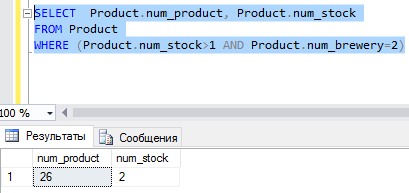 SELECT Product.num_product, Product.num_stock
FROM Product
WHERE (Product.num_stock>1 AND Product.num_brewery=2)
100 %
Результаты Сообщения
num_product num_stock
1 26 2